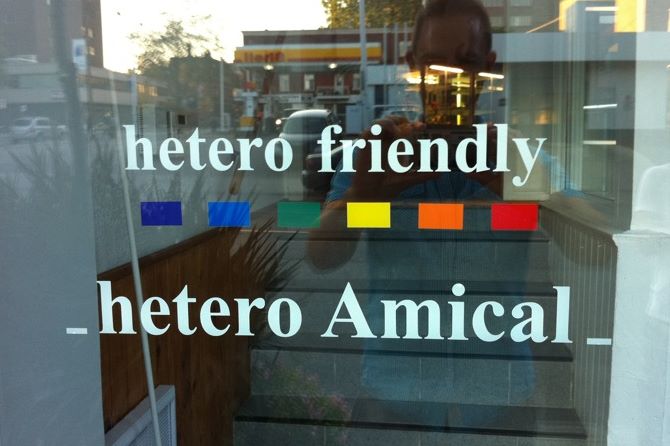 hetero friendly
hetero Amical